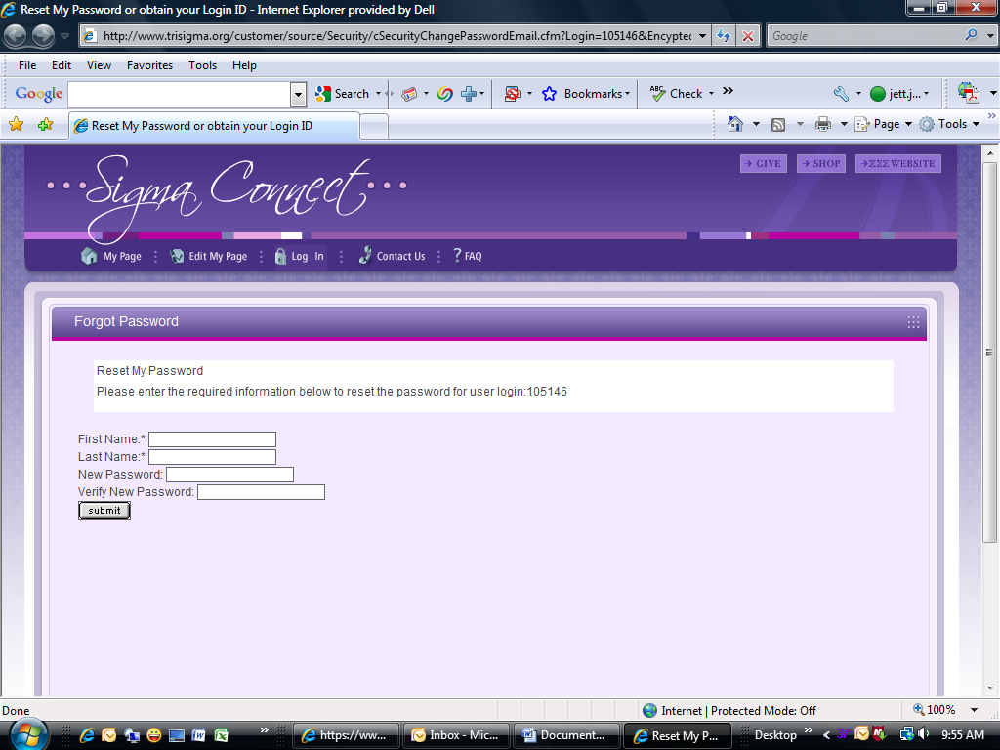 Reset My Password or obtain your Login ID - Internet Explorer provided by Dell
http://www.trisigma.org/customer/source/Security/cSecurityChangePasswordEmail.cfm?Login=105146&Encypted
Google
File Edit View Favorites Tools Help
Google Search Bookmarks ABC Check » jett.j...
Reset My Password or obtain your Login ID Page Tools »
Sigma Connect
GIVE SHOP ΣΣΣ WEBSITE
My Page Edit My Page Log In Contact Us ? FAQ
Forgot Password
Reset My Password
Please enter the required information below to reset the password for user login:105146
First Name:*
Last Name:*
New Password:
Verify New Password:
submit
Done Internet | Protected Mode: Off 100%
» https://ww... Inbox - Mic... Document... Reset My P... Desktop » 9:55 AM